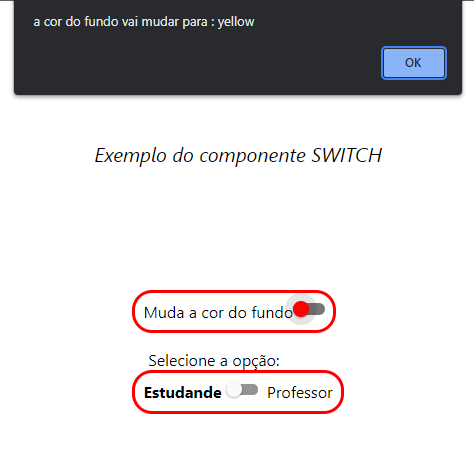 a cor do fundo vai mudar para : yellow
OK
Exemplo do componente SWITCH
Muda a cor do fundo
Selecione a opção:
Estudande Professor